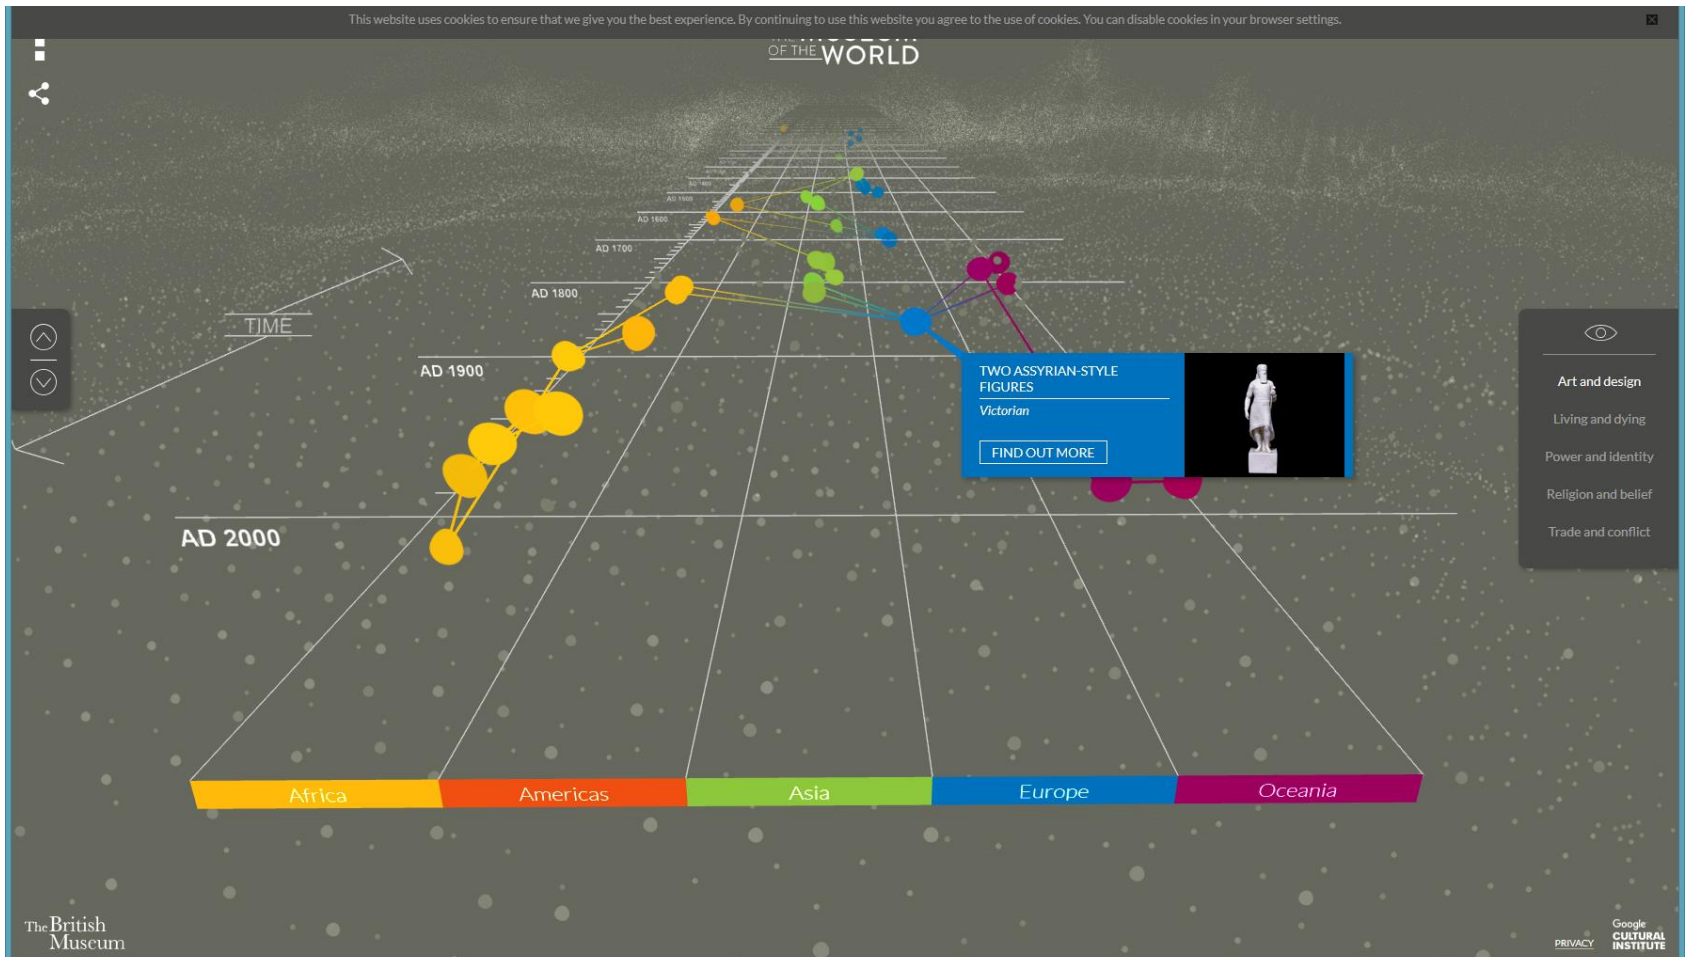 This website uses cookies to ensure that we give you the best experience. By continuing to use this website you agree to the use of cookies. You can disable cookies in your browser settings.
THE MUSEUM
OF THE WORLD
AD 1600
AD 1700
AD 1800
TIME
AD 1900
AD 2000
TWO ASSYRIAN-STYLE
FIGURES
Victorian
FIND OUT MORE
Art and design
Living and dying
Power and identity
Religion and belief
Trade and conflict
Africa
Americas
Asia
Europe
Oceania
The British
Museum
PRIVACY
Google
CULTURAL
INSTITUTE